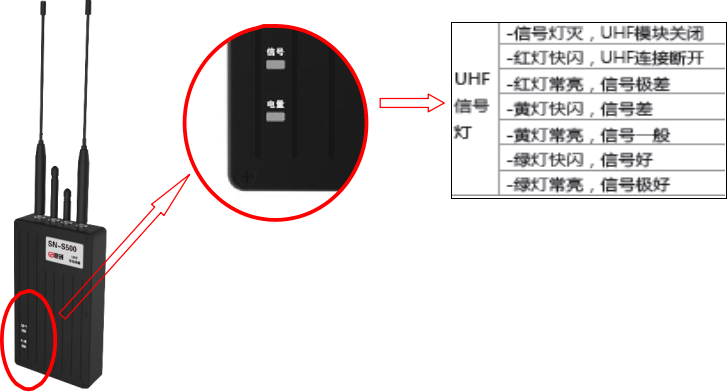 信号
电量
UHF
信号
灯
-信号灯灭，UHF模块关闭
-红灯快闪，UHF连接断开
-红灯常亮，信号极差
-黄灯快闪，信号差
-黄灯常亮，信号一般
-绿灯快闪，信号好
-绿灯常亮，信号极好
SN-S500
UHF